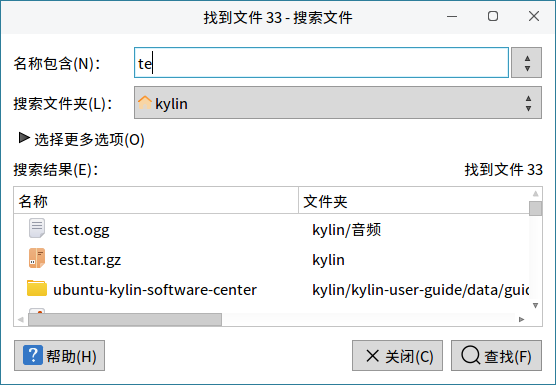 找到文件 33 - 搜索文件
名称包含(N)： te
搜索文件夹(L)： kylin
选择更多选项(O)
搜索结果(E)： 找到文件 33
名称 文件夹
test.ogg kylin/音频
test.tar.gz kylin
ubuntu-kylin-software-center kylin/kylin-user-guide/data/guid
帮助(H) 关闭(C) 查找(F)